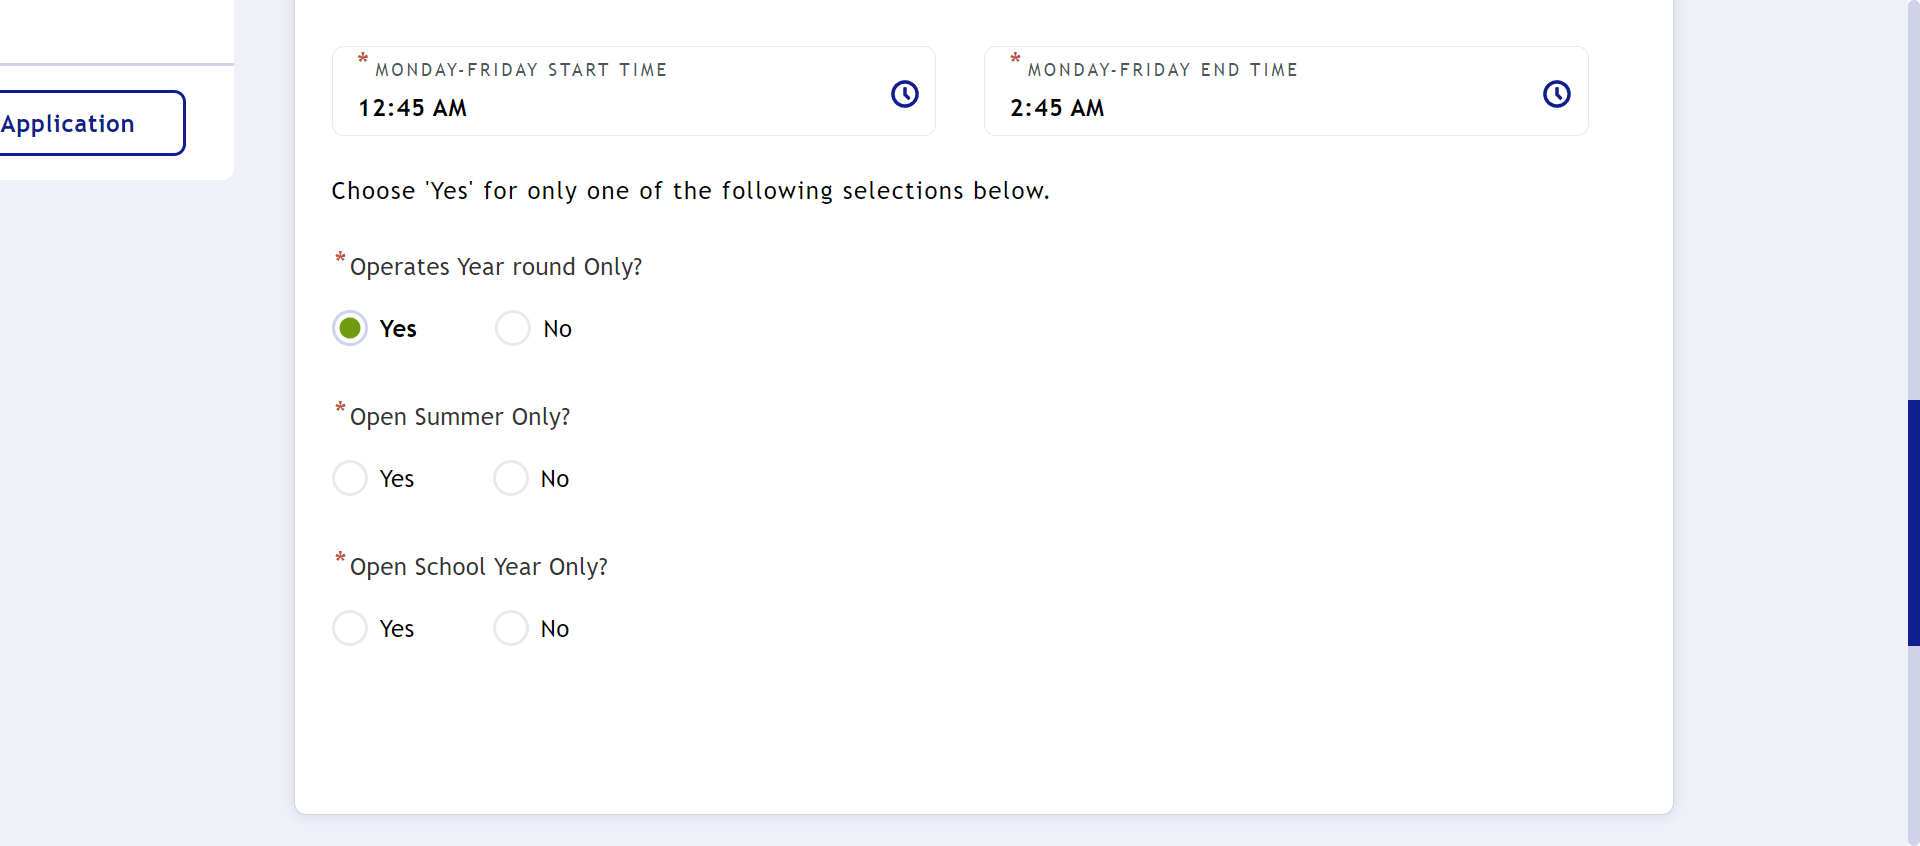 Application
* MONDAY-FRIDAY START TIME
12:45 AM
* MONDAY-FRIDAY END TIME
2:45 AM
Choose 'Yes' for only one of the following selections below.
*Operates Year round Only?
Yes No
*Open Summer Only?
Yes No
*Open School Year Only?
Yes No